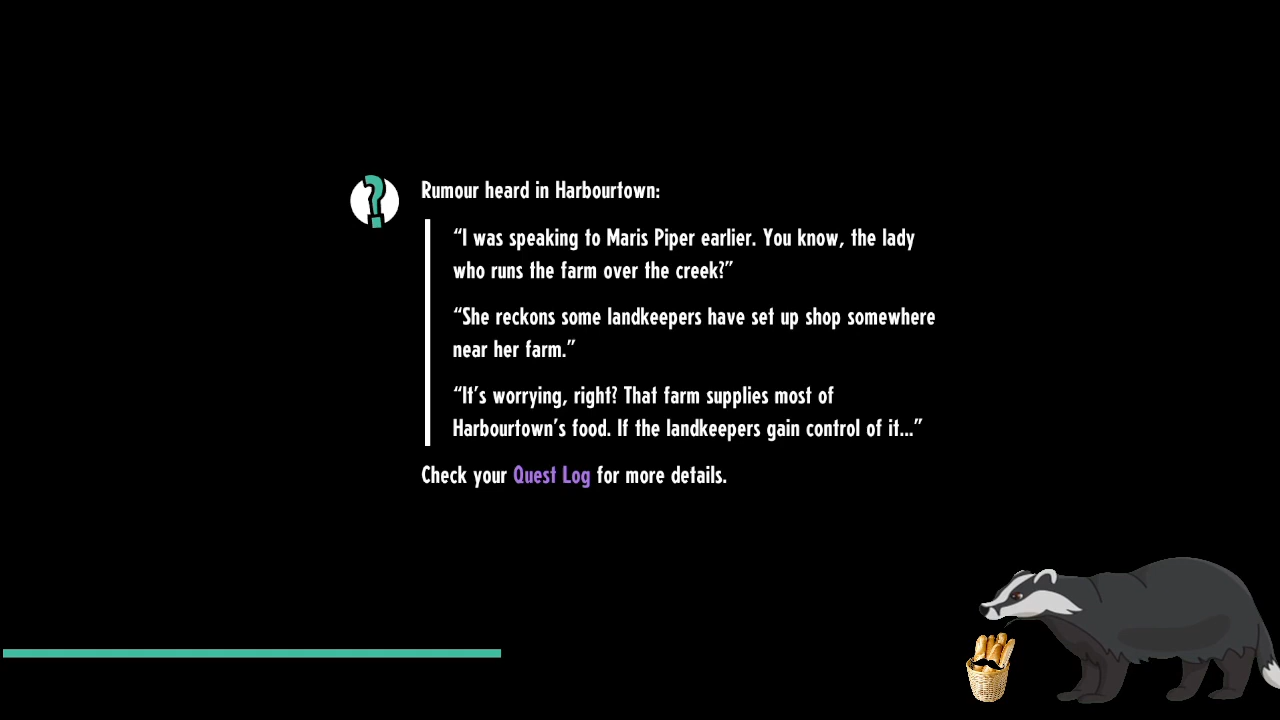 Rumour heard in Harbourtown:
“I was speaking to Maris Piper earlier. You know, the lady
who runs the farm over the creek?”
“She reckons some landkeepers have set up shop somewhere
near her farm.”
“It’s worrying, right? That farm supplies most of
Harbourtown’s food. If the landkeepers gain control of it...”
Check your Quest Log for more details.